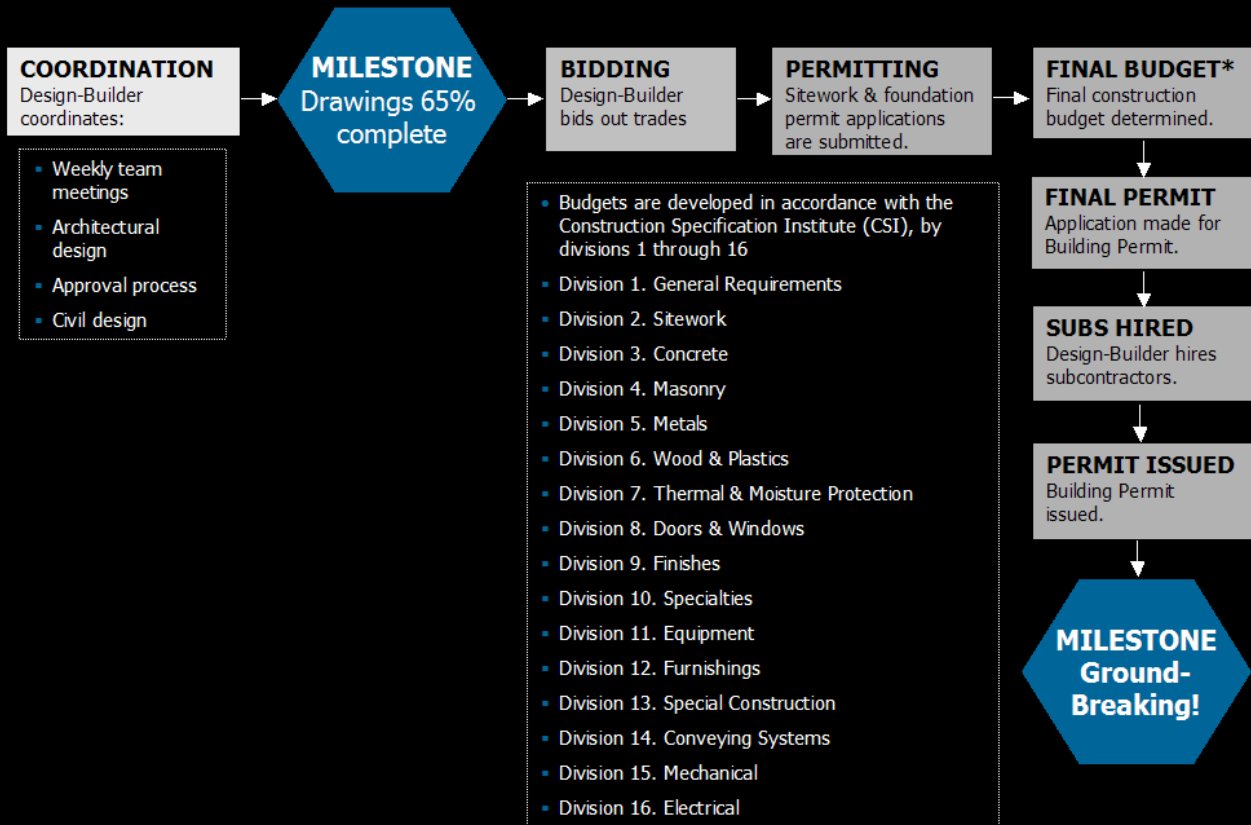 COORDINATION
Design-Builder
coordinates:
▪ Weekly team
meetings
▪ Architectural
design
▪ Approval process
▪ Civil design
MILESTONE
Drawings 65%
complete
BIDDING
Design-Builder
bids out trades
PERMITTING
Sitework & foundation
permit applications
are submitted.
• Budgets are developed in accordance with the
Construction Specification Institute (CSI), by
divisions 1 through 16
▪ Division 1. General Requirements
▪ Division 2. Sitework
▪ Division 3. Concrete
▪ Division 4. Masonry
▪ Division 5. Metals
▪ Division 6. Wood & Plastics
▪ Division 7. Thermal & Moisture Protection
▪ Division 8. Doors & Windows
▪ Division 9. Finishes
▪ Division 10. Specialties
▪ Division 11. Equipment
▪ Division 12. Furnishings
▪ Division 13. Special Construction
▪ Division 14. Conveying Systems
▪ Division 15. Mechanical
▪ Division 16. Electrical
FINAL BUDGET*
Final construction
budget determined.
FINAL PERMIT
Application made for
Building Permit.
SUBS HIRED
Design-Builder hires
subcontractors.
PERMIT ISSUED
Building Permit
issued.
MILESTONE
Ground-
Breaking!